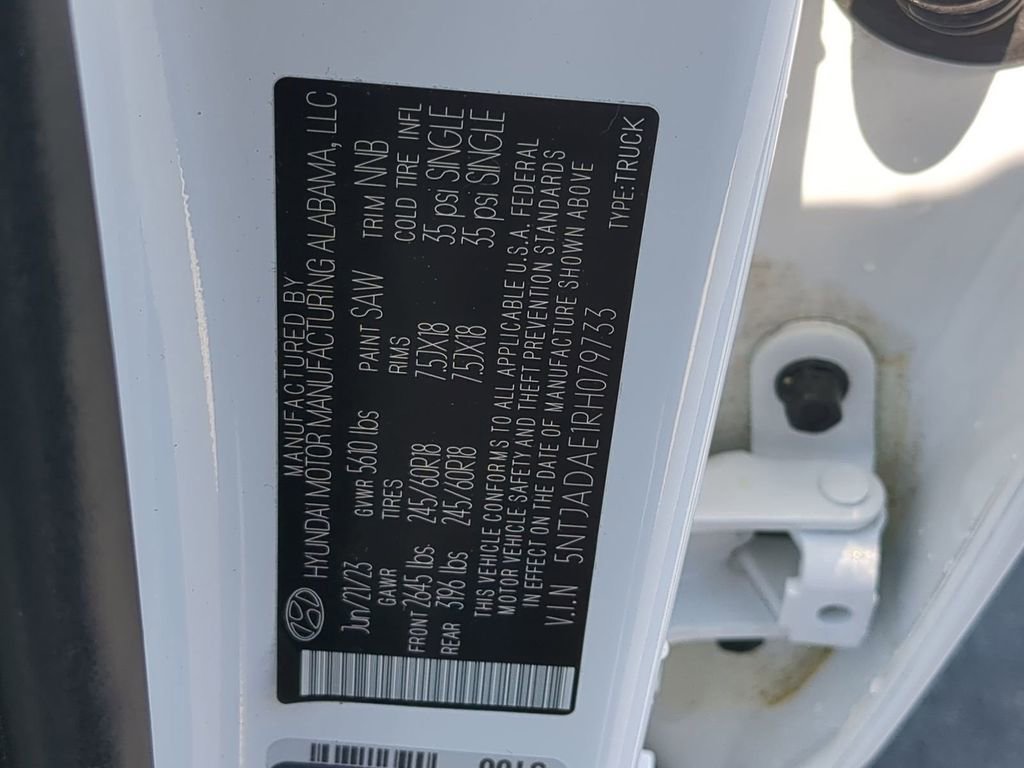 MANUFACTURED BY
HYUNDAI MOTOR MANUFACTURING ALABAMA, LLC
Jun/21/23 GVWR 5610 lbs PAINT SAW TRIM NNB
GAWR TIRES RIMS COLD TIRE INFL
FRONT 2645 lbs 245/60R18 7.5JX18 35 psi SINGLE
REAR 3196 lbs 245/60R18 7.5JX18 35 psi SINGLE
THIS VEHICLE CONFORMS TO ALL APPLICABLE U.S.A. FEDERAL
MOTOR VEHICLE SAFETY AND THEFT PREVENTION STANDARDS
IN EFFECT ON THE DATE OF MANUFACTURE SHOWN ABOVE
V.I.N 5NTJADAE1RH079733
TYPE:TRUCK